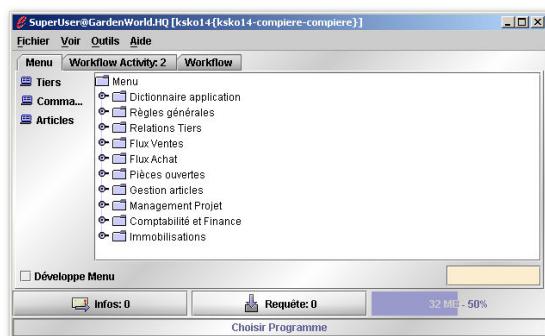 SuperUser@GardenWorld.HQ [ksko14{ksko14-compiere-compiere}]
Fichier Voir Outils Aide
Menu Workflow Activity: 2 Workflow
Tiers
Comma...
Articles
Menu
Dictionnaire application
Règles générales
Relations Tiers
Flux Ventes
Flux Achat
Pièces ouvertes
Gestion articles
Management Projet
Comptabilité et Finance
Immobilisations
Développe Menu
Infos: 0 Requête: 0 32 MB - 50%
Choisir Programme